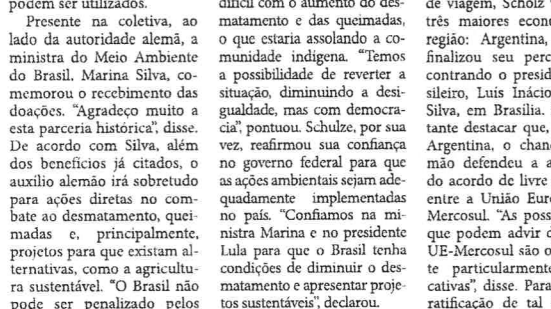 podem ser utilizados.
Presente na coletiva, ao
lado da autoridade alemã, a
ministra do Meio Ambiente
do Brasil, Marina Silva, co-
memorou o recebimento das
doações. "Agradeço muito a
esta parceria histórica", disse.
De acordo com Silva, além
dos benefícios já citados, o
auxílio alemão irá sobretudo
para ações diretas no com-
bate ao desmatamento, quei-
madas e, principalmente,
projetos para que existam al-
ternativas, como a agricultu-
ra sustentável. "O Brasil não
pode ser penalizado pelos
difícil com o aumento do des-
matamento e das queimadas,
o que estaria assolando a co-
munidade indígena. "Temos
a possibilidade de reverter a
situação, diminuindo a desi-
gualdade, mas com democra-
cia", pontuou. Schulze, por sua
vez, reafirmou sua confiança
no governo federal para que
as ações ambientais sejam ade-
quadamente implementadas
no país. "Confiamos na mi-
nistra Marina e no presidente
Lula para que o Brasil tenha
condições de diminuir o des-
matamento e apresentar proje-
tos sustentáveis", declarou.
de viagem, Scholz
três maiores econ
região: Argentina,
finalizou seu perc
contrando o presid
sileiro, Luis Inácio
Silva, em Brasília.
tante destacar que,
Argentina, o chan
mão defendeu a a
do acordo de livre
entre a União Eur
Mercosul. "As poss
que podem advir d
UE-Mercosul são o
te particularmente
cativas", disse. Para
ratificação de tal